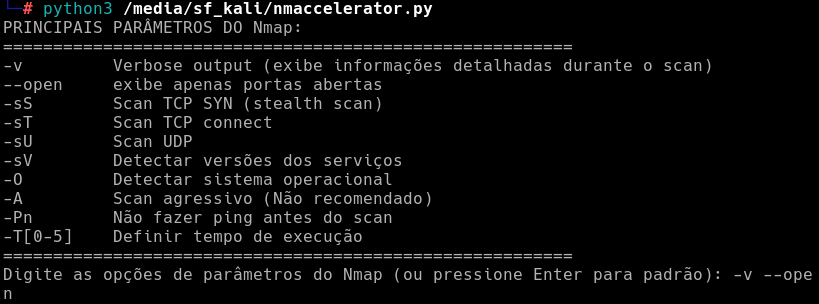 └─# python3 /media/sf_kali/nmaccelerator.py
PRINCIPAIS PARÂMETROS DO Nmap:
=========================================================
-v         Verbose output (exibe informações detalhadas durante o scan)
--open     exibe apenas portas abertas
-sS        Scan TCP SYN (stealth scan)
-sT        Scan TCP connect
-sU        Scan UDP
-sV        Detectar versões dos serviços
-O         Detectar sistema operacional
-A         Scan agressivo (Não recomendado)
-Pn        Não fazer ping antes do scan
-T[0-5]    Definir tempo de execução
=========================================================
Digite as opções de parâmetros do Nmap (ou pressione Enter para padrão): -v --ope
n